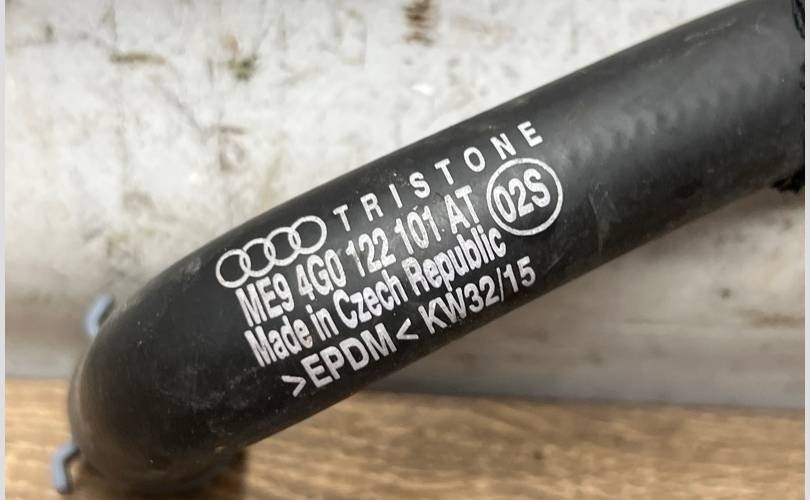 TRISTONE
ME9 4G0 122 101 AT 02S
Made in Czech Republic
>EPDM< KW32/15